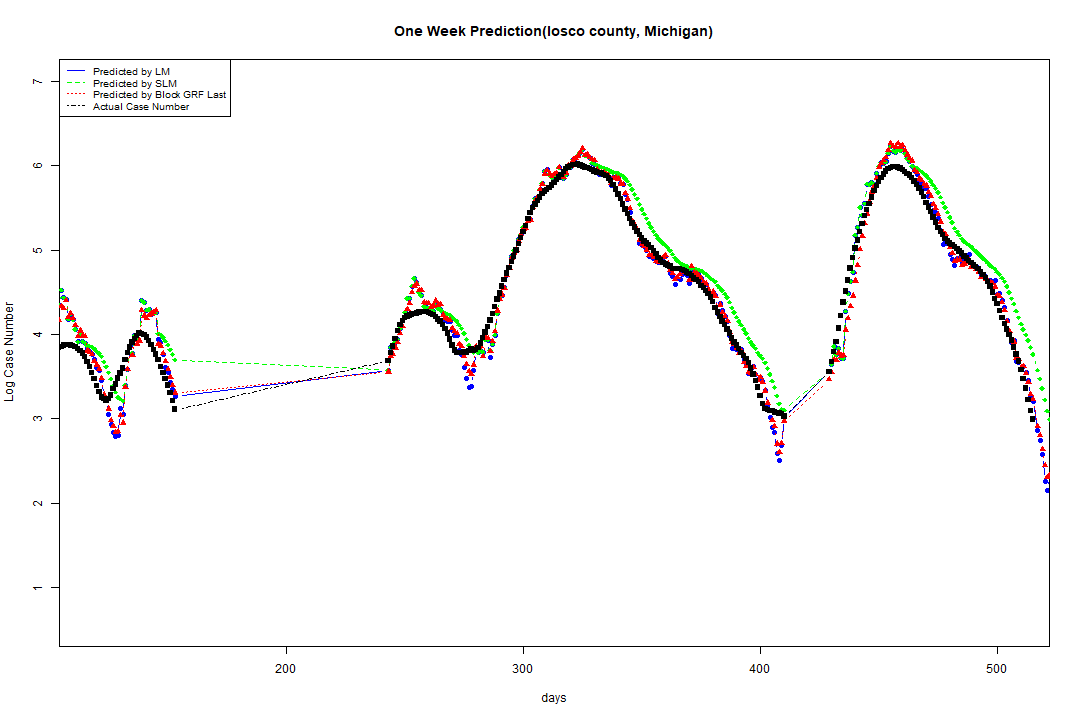 One Week Prediction(Iosco county, Michigan)
Predicted by LM
Predicted by SLM
Predicted by Block GRF Last
Actual Case Number
Log Case Number
7
6
5
4
3
2
1
200 300 400 500
days